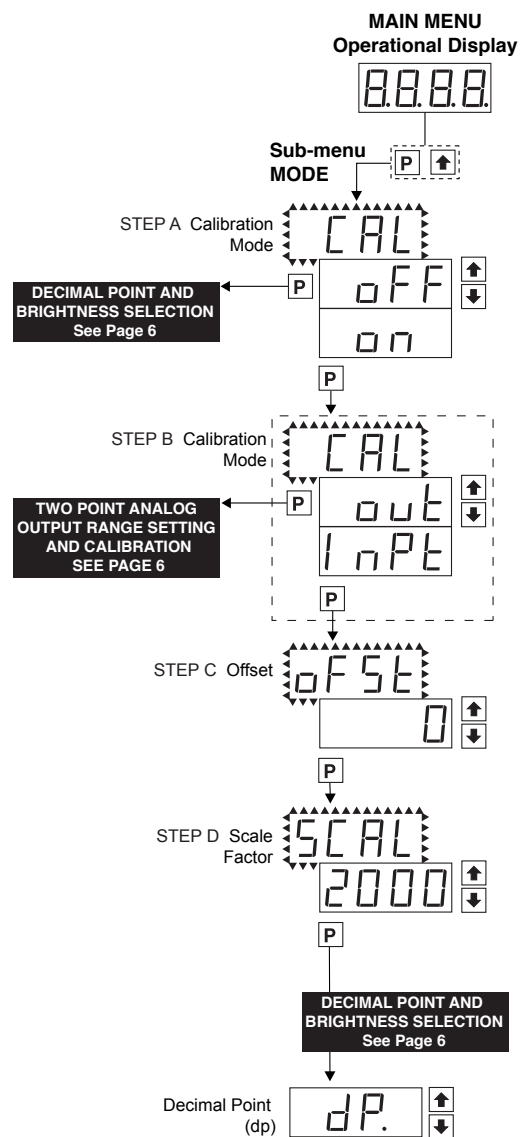 MAIN MENU
Operational Display
8.8.8.8.
Sub-menu
MODE
P
STEP A Calibration
Mode
CAL
P
oFF
on
DECIMAL POINT AND
BRIGHTNESS SELECTION
See Page 6
P
STEP B Calibration
Mode
CAL
P
out
InPt
TWO POINT ANALOG
OUTPUT RANGE SETTING
AND CALIBRATION
SEE PAGE 6
P
STEP C Offset
oFSt
0
P
STEP D Scale
Factor
SCAL
2000
P
DECIMAL POINT AND
BRIGHTNESS SELECTION
See Page 6
Decimal Point
(dp)
dP.